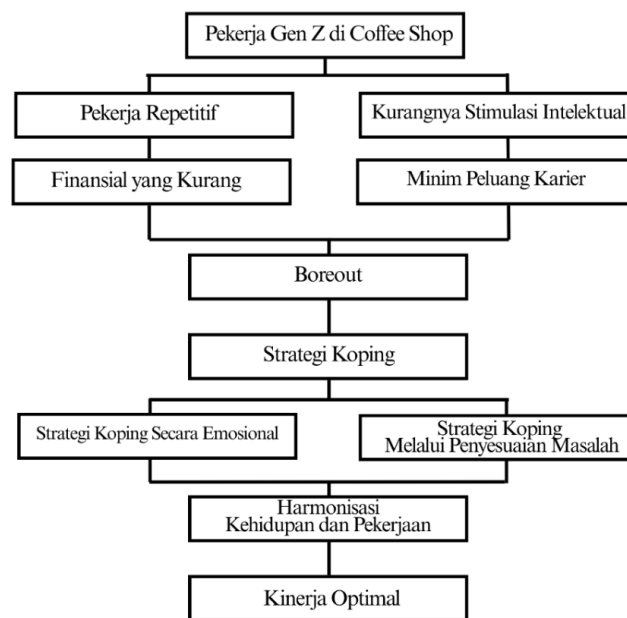 Pekerja Gen Z di Coffee Shop
Pekerja Repetitif
Kurangnya Stimulasi Intelektual
Finansial yang Kurang
Minim Peluang Karier
Boreout
Strategi Koping
Strategi Koping Secara Emosional
Strategi Koping
Melalui Penyesuaian Masalah
Harmonisasi
Kehidupan dan Pekerjaan
Kinerja Optimal